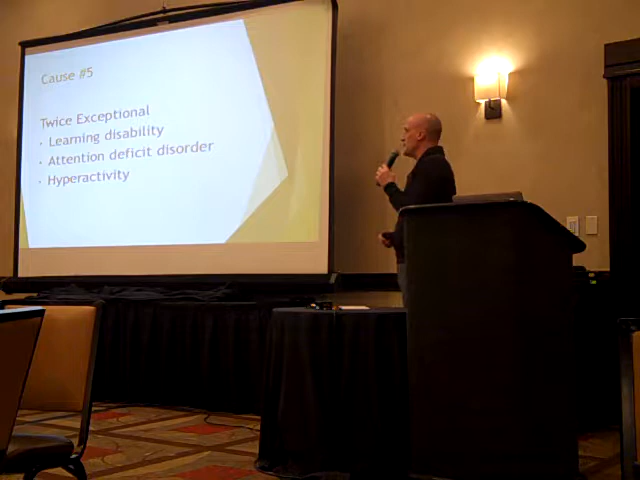 Cause #5
Twice Exceptional
• Learning disability
• Attention deficit disorder
• Hyperactivity